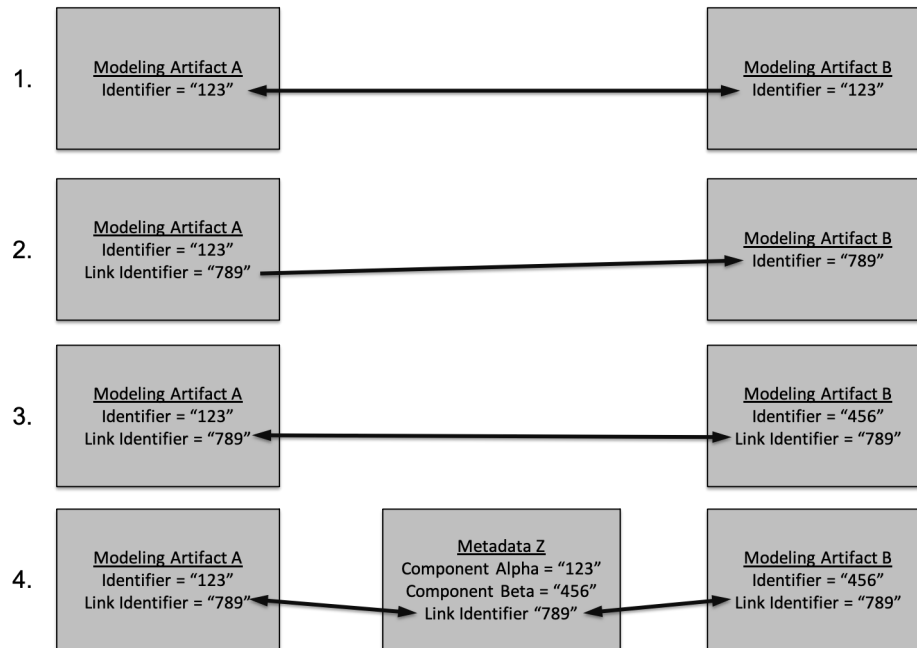 1.
Modeling Artifact A
Identifier = “123”
Modeling Artifact B
Identifier = “123”
2.
Modeling Artifact A
Identifier = “123”
Link Identifier = “789”
Modeling Artifact B
Identifier = “789”
3.
Modeling Artifact A
Identifier = “123”
Link Identifier = “789”
Modeling Artifact B
Identifier = “456”
Link Identifier = “789”
4.
Modeling Artifact A
Identifier = “123”
Link Identifier = “789”
Metadata Z
Component Alpha = “123”
Component Beta = “456”
Link Identifier “789”
Modeling Artifact B
Identifier = “456”
Link Identifier = “789”